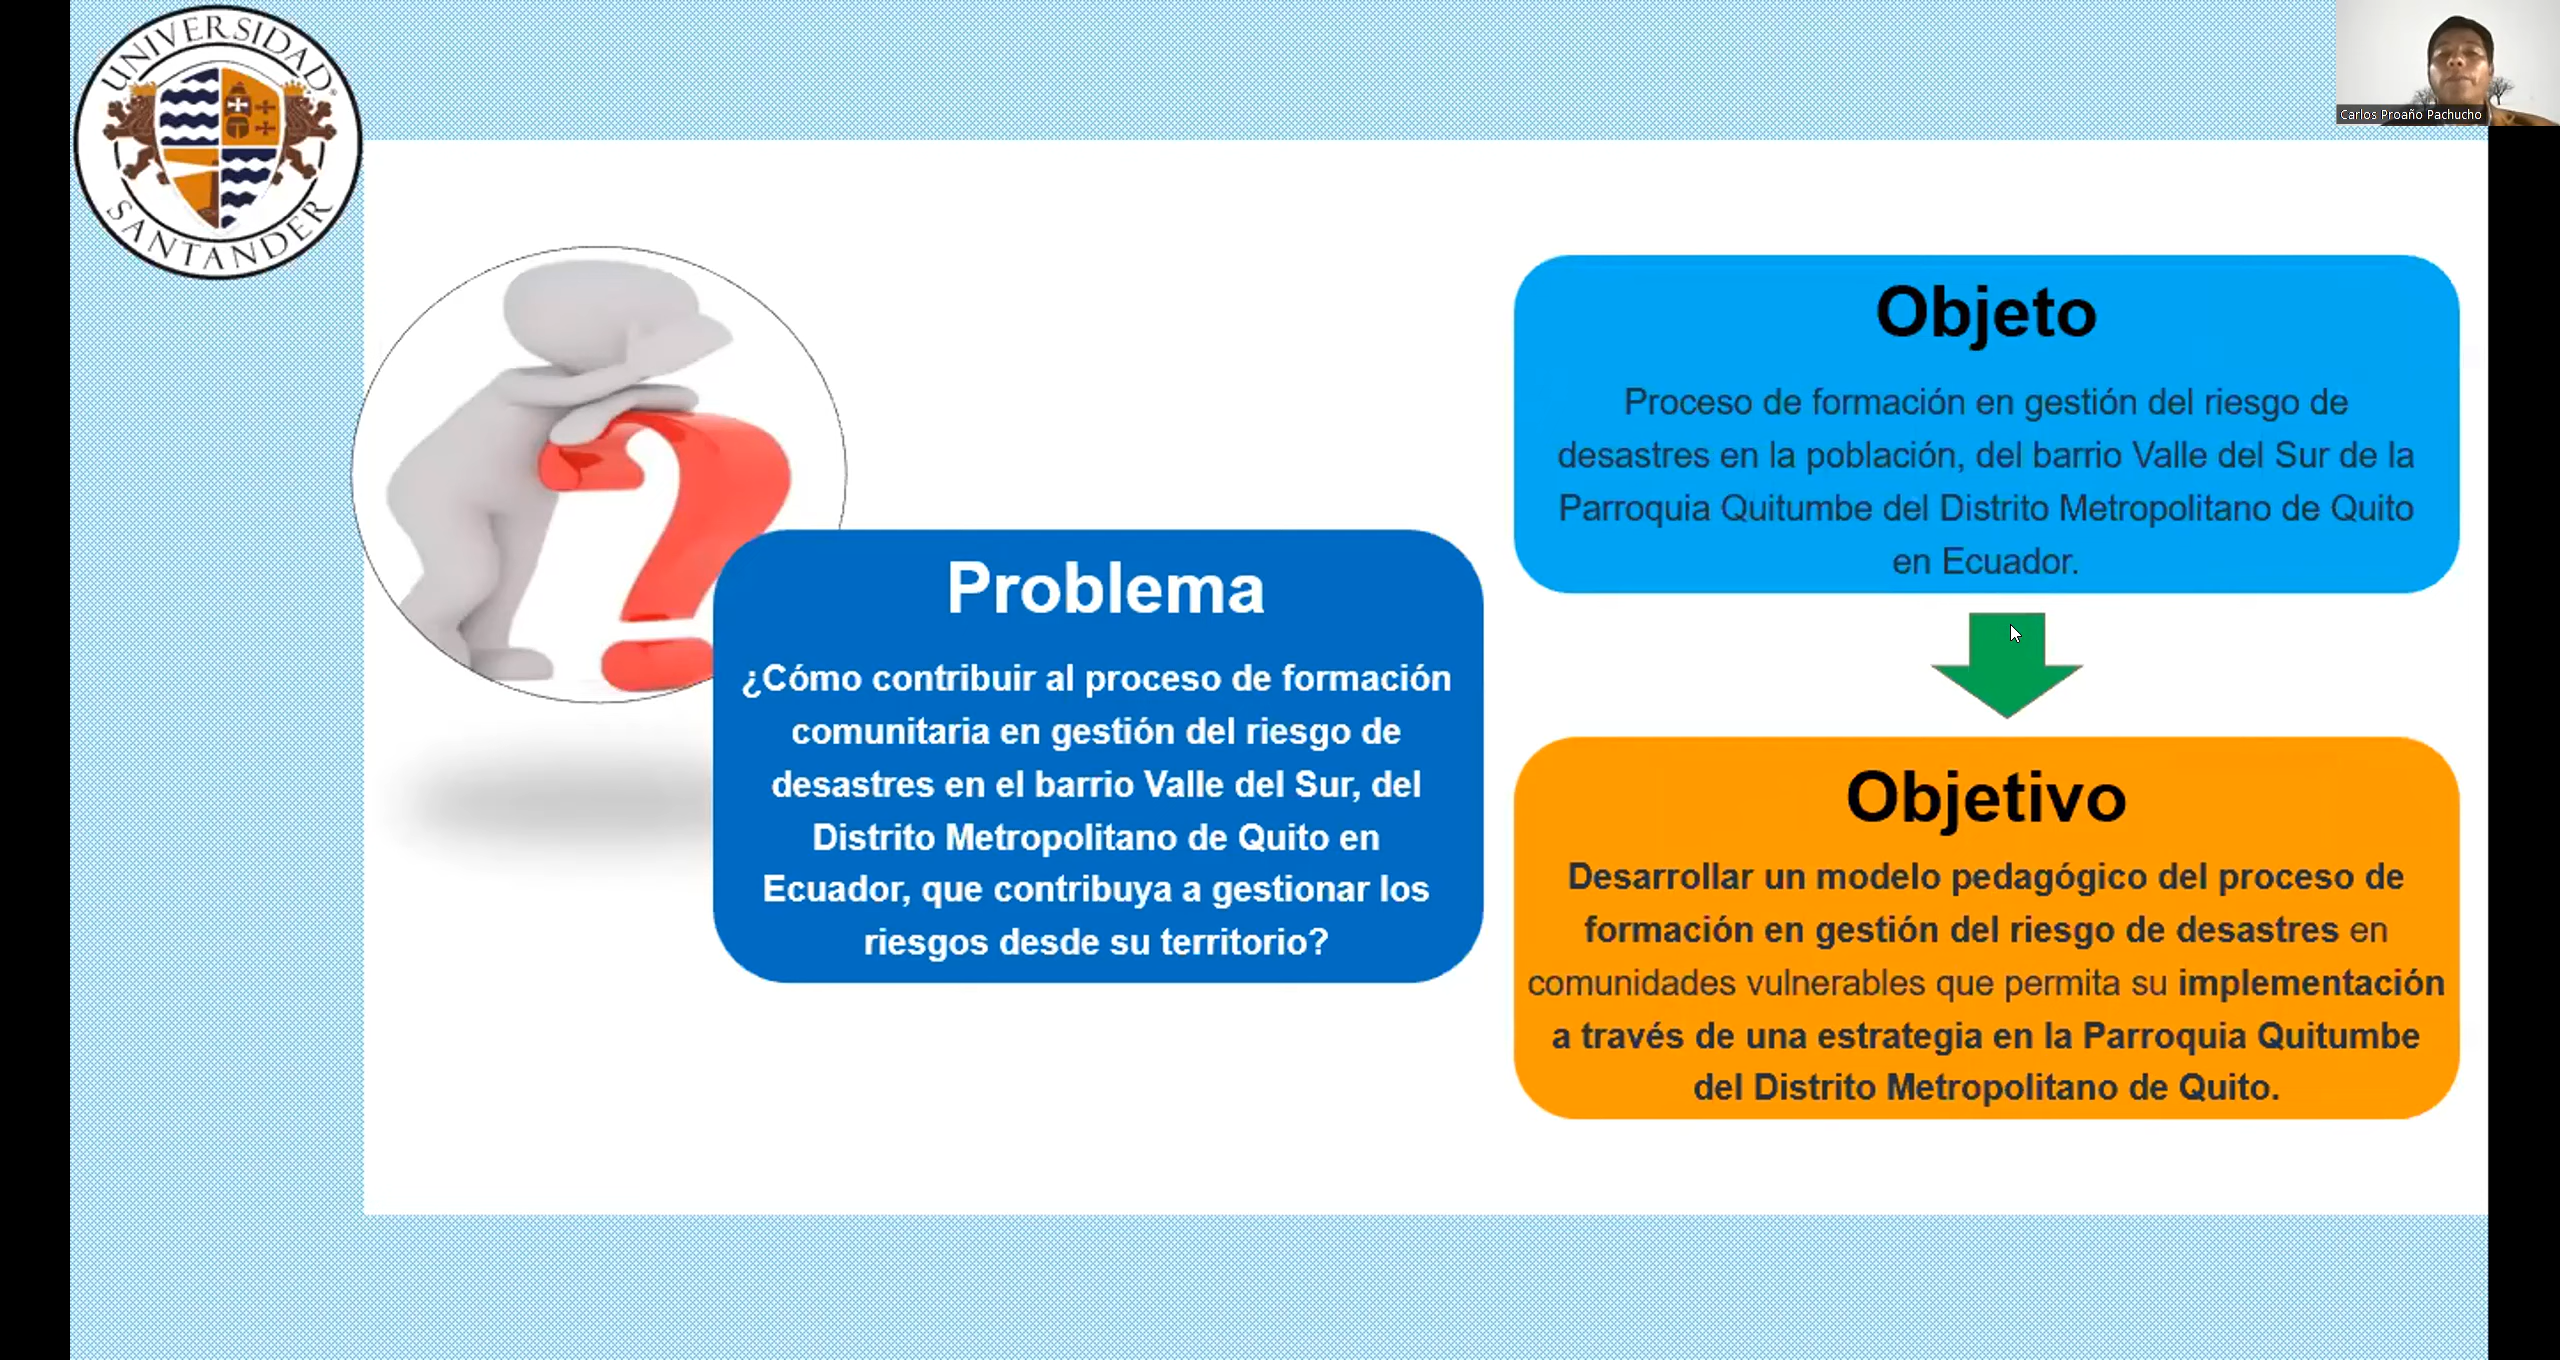 UNIVERSIDAD
SANTANDER
Carlos Proaño Pachucho
Problema
¿Cómo contribuir al proceso de formación
comunitaria en gestión del riesgo de
desastres en el barrio Valle del Sur, del
Distrito Metropolitano de Quito en
Ecuador, que contribuya a gestionar los
riesgos desde su territorio?
Objeto
Proceso de formación en gestión del riesgo de
desastres en la población, del barrio Valle del Sur de la
Parroquia Quitumbe del Distrito Metropolitano de Quito
en Ecuador.
Objetivo
Desarrollar un modelo pedagógico del proceso de
formación en gestión del riesgo de desastres en
comunidades vulnerables que permita su implementación
a través de una estrategia en la Parroquia Quitumbe
del Distrito Metropolitano de Quito.